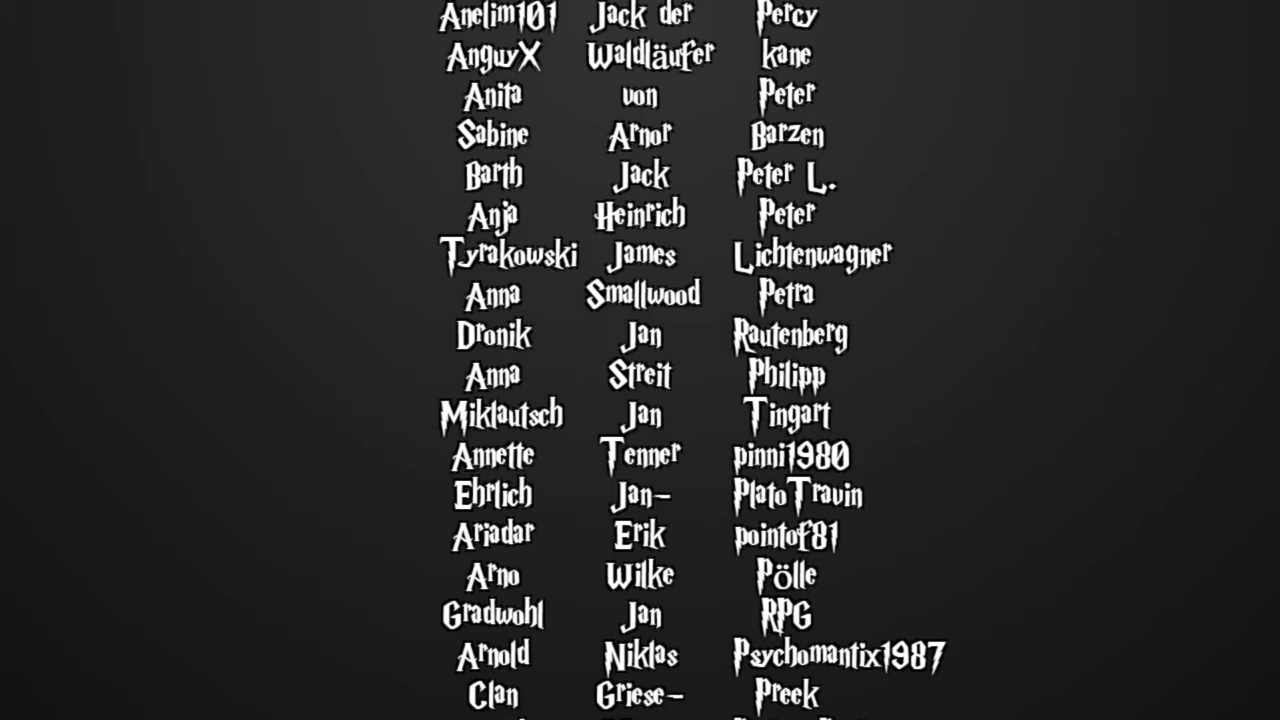 Anelim101
AnguyX
Anita
Sabine
Barth
Anja
Tyrakowski
Anna
Dronik
Anna
Miklautsch
Annette
Ehrlich
Ariadar
Arno
Gradwohl
Arnold
Clan
Jack der
Waldläufer
von
Arnor
Jack
Heinrich
James
Smallwood
Jan
Streit
Jan
Tenner
Jan-
Erik
Wilke
Jan
Niklas
Griese-
Percy
kane
Peter
Barzen
Peter L.
Peter
Lichtenwagner
Petra
Rautenberg
Philipp
Tingart
pinni1980
PlatoTravin
pointof81
Pölle
RPG
Psychomantix1987
Preek